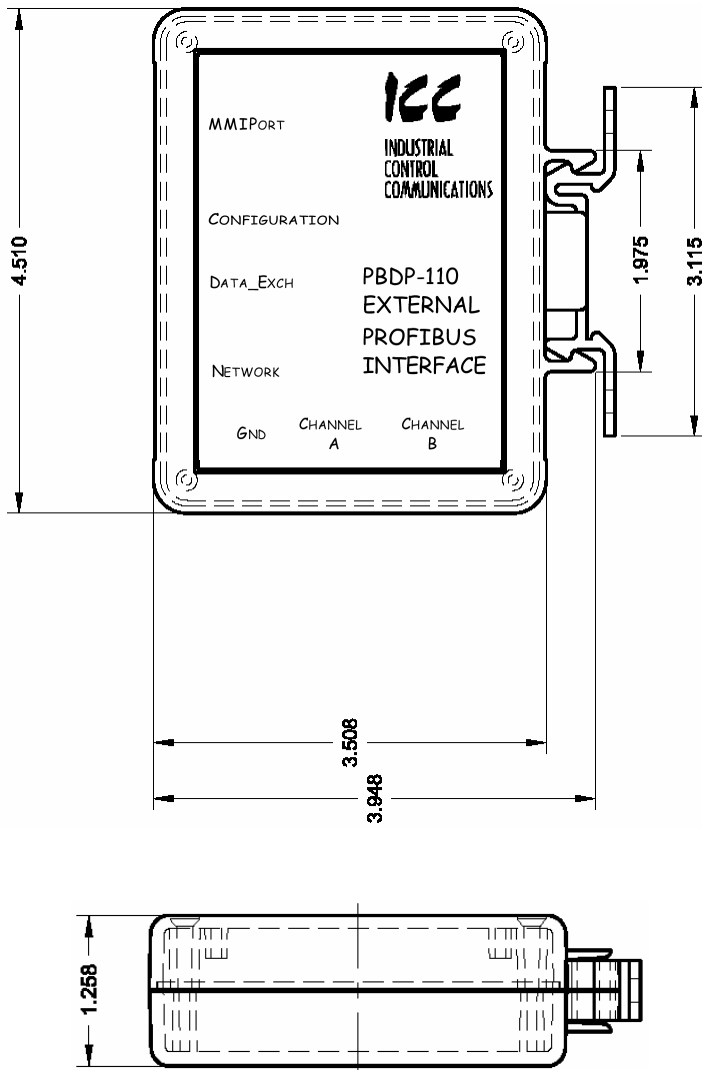 ICC
MMIPORT
INDUSTRIAL
CONTROL
COMMUNICATIONS
CONFIGURATION
DATA_EXCH
PBDP-110
EXTERNAL
PROFIBUS
INTERFACE
NETWORK
GND
CHANNEL
A
CHANNEL
B
4.510
1.975
3.115
3.508
3.948
1.258